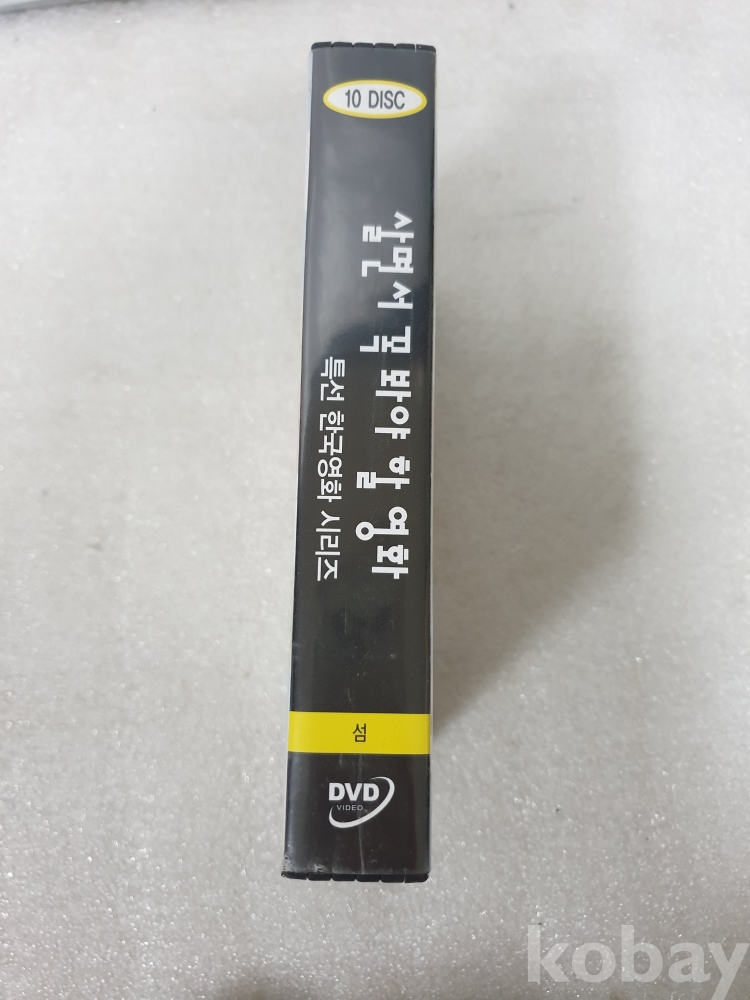 10 DISC
살면서 꼭 봐야 할 영화
특선 한국영화 시리즈
섬
DVD
VIDEO
kobay